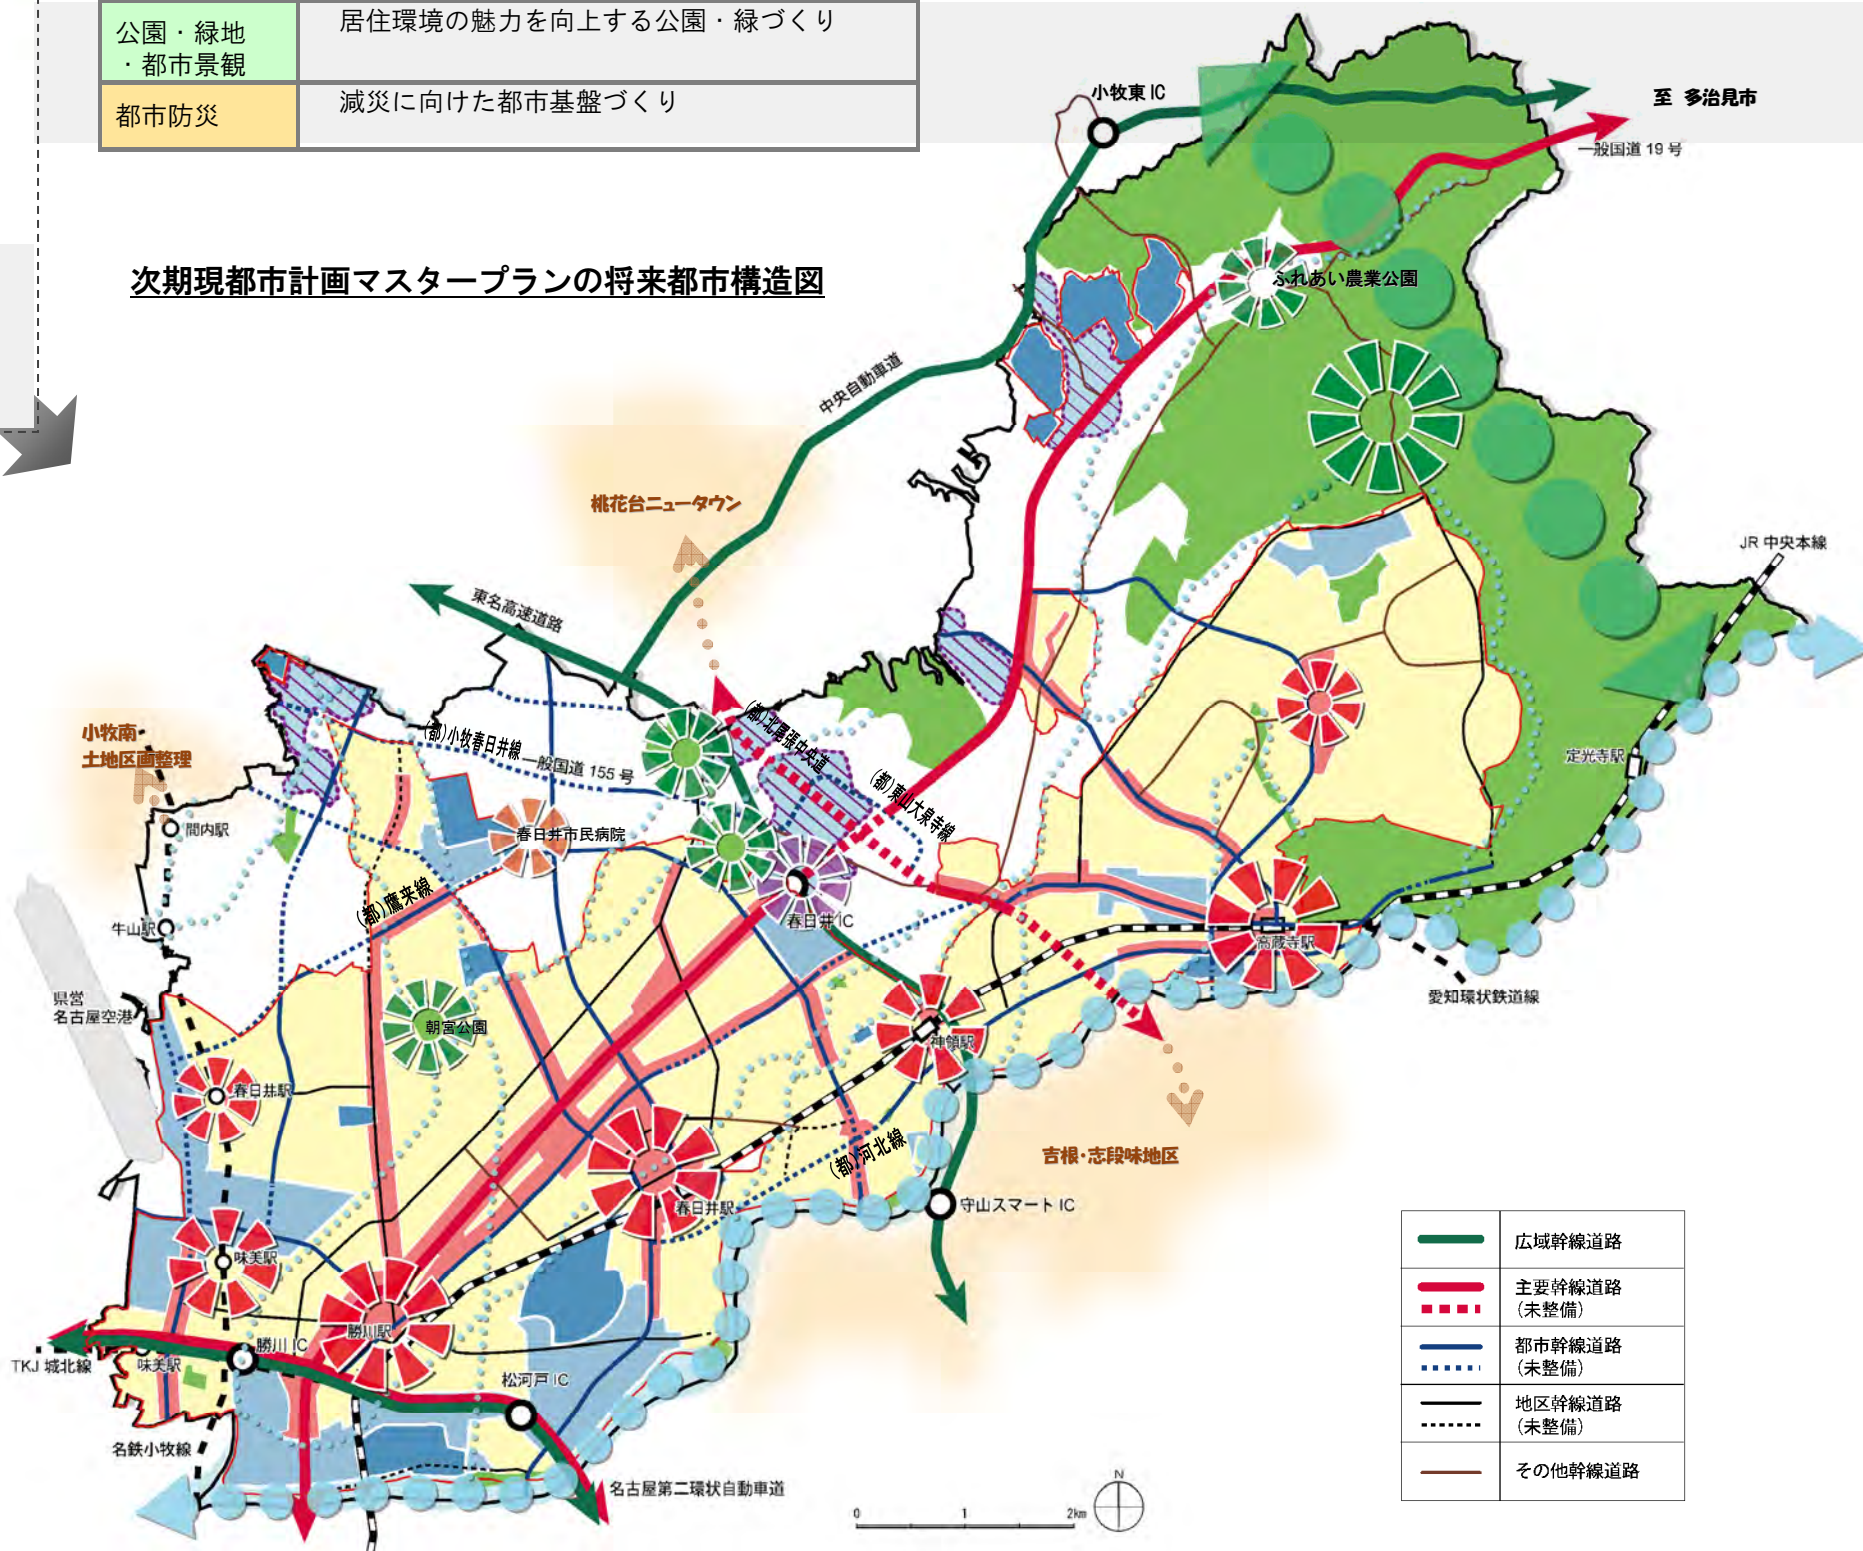 公園・緑地
・都市景観
居住環境の魅力を向上する公園・緑づくり
都市防災
減災に向けた都市基盤づくり
次期現都市計画マスタープランの将来都市構造図
小牧東 IC
至 多治見市
一般国道 19 号
ふれあい農業公園
中央自動車道
桃花台ニュータウン
JR 中央本線
東名高速道路
小牧南
土地区画整理
(都)小牧春日井線
一般国道 155 号
(都)北尾張中央道
(都)東山大泉寺線
定光寺駅
間内駅
春日井市民病院
(都)鷹来線
牛山駅
春日井 IC
高蔵寺駅
愛知環状鉄道線
県営
名古屋空港
朝宮公園
神領駅
春日井駅
(都)河北線
吉根・志段味地区
春日井駅
守山スマート IC
味美駅
勝川駅
勝川 IC
TKJ 城北線
味美駅
松河戸 IC
名鉄小牧線
名古屋第二環状自動車道
0 1 2km
N
広域幹線道路
主要幹線道路
(未整備)
都市幹線道路
(未整備)
地区幹線道路
(未整備)
その他幹線道路